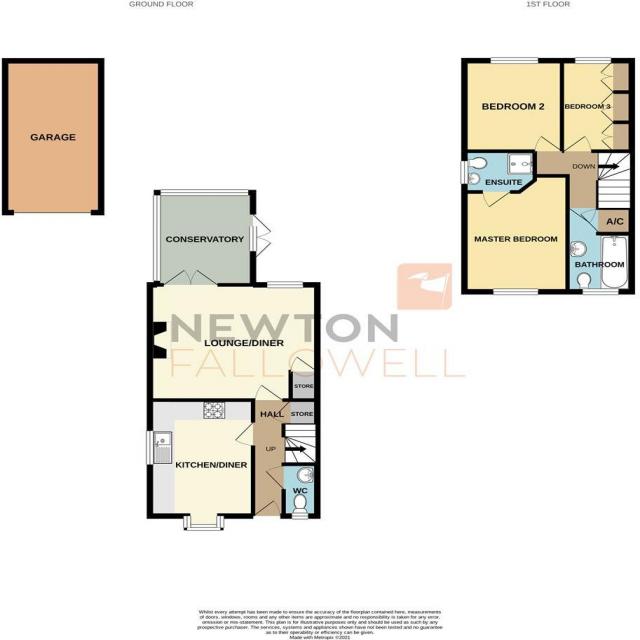 GROUND FLOOR
1ST FLOOR
GARAGE
BEDROOM 2
BEDROOM 3
DOWN
ENSUITE
A/C
MASTER BEDROOM
BATHROOM
CONSERVATORY
NEWTON
FALLOWELL
LOUNGE/DINER
STORE
HALL
STORE
UP
KITCHEN/DINER
WC
Whilst every attempt has been made to ensure the accuracy of the floorplan contained here, measurements
of doors, windows, rooms and any other items are approximate and no responsibility is taken for any error,
omission or mis-statement. This plan is for illustrative purposes only and should be used as such by any
prospective purchaser. The services, systems and appliances shown have not been tested and no guarantee
as to their operability or efficiency can be given.
Made with Metropix ©2021